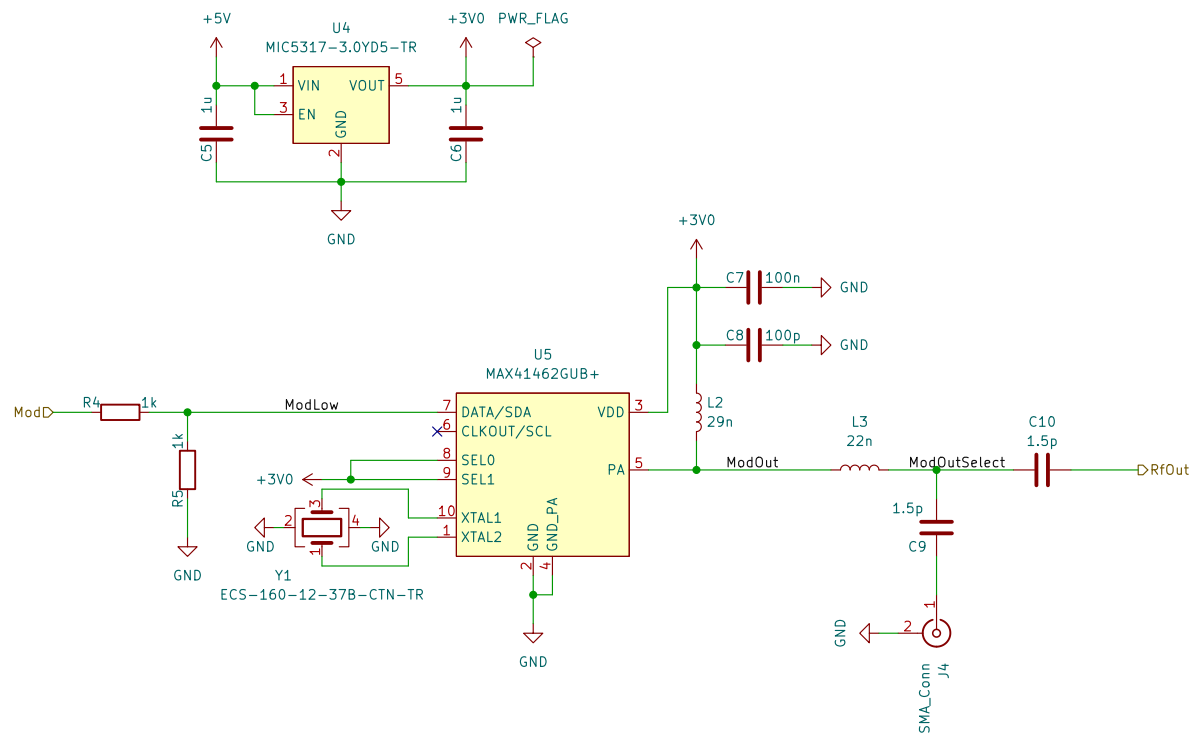 +5V
U4
MIC5317-3.0YD5-TR
+3V0
PWR_FLAG
1
VIN
VOUT
5
3
EN
GND
2
1u
C5
1u
C6
GND
+3V0
C7
100n
GND
C8
100p
GND
U5
MAX41462GUB+
Mod
R4
1k
ModLow
7
DATA/SDA
VDD
3
6
CLKOUT/SCL
L2
29n
1k
R5
8
SEL0
+3V0
9
SEL1
PA
5
ModOut
L3
22n
ModOutSelect
C10
1.5p
RfOut
3
10
XTAL1
GND
2
4
GND
1
1
XTAL2
GND
GND_PA
2
4
Y1
ECS-160-12-37B-CTN-TR
GND
GND
1.5p
C9
1
GND
2
SMA_Conn
J4